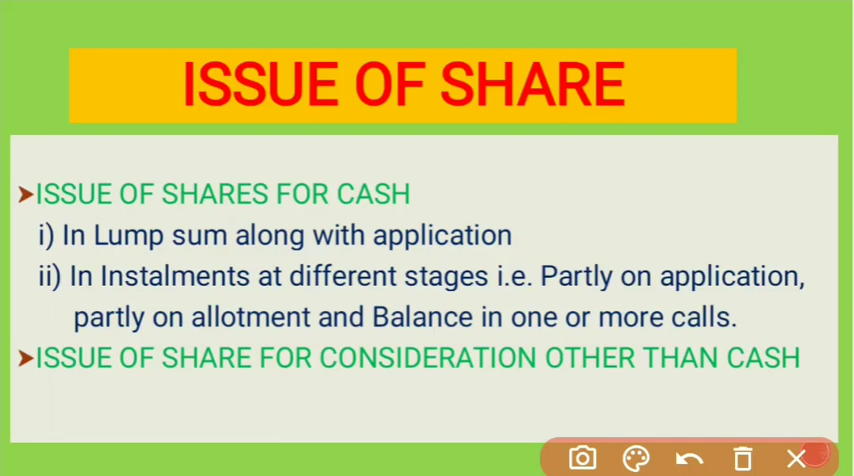 ISSUE OF SHARE
➤ISSUE OF SHARES FOR CASH
i) In Lump sum along with application
ii) In Instalments at different stages i.e. Partly on application,
partly on allotment and Balance in one or more calls.
➤ISSUE OF SHARE FOR CONSIDERATION OTHER THAN CASH